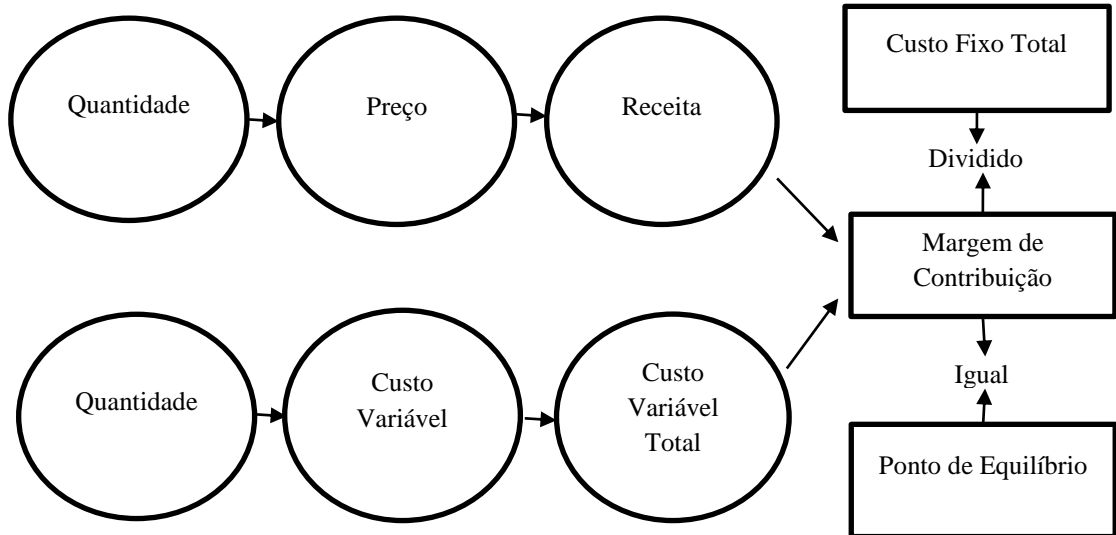 Quantidade
Preço
Receita
Custo Fixo Total
Dividido
Margem de
Contribuição
Quantidade
Custo
Variável
Custo
Variável
Total
Igual
Ponto de Equilíbrio